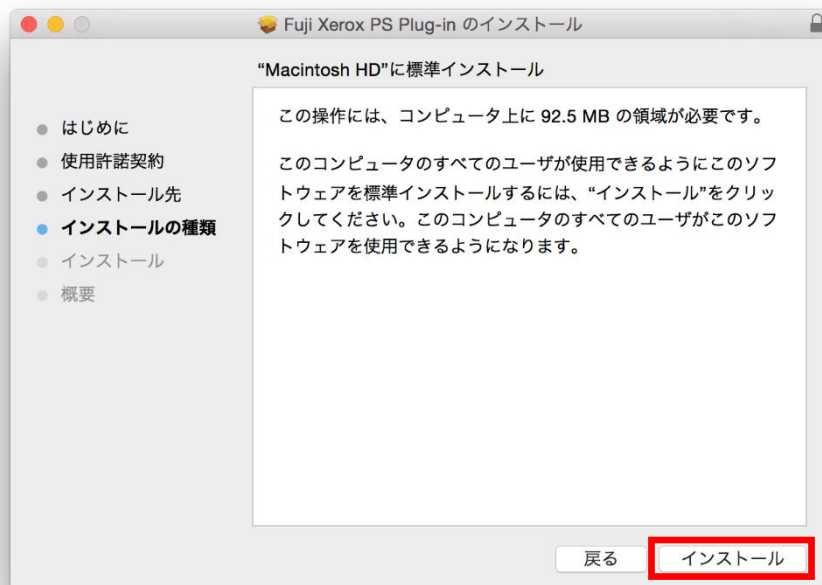 Fuji Xerox PS Plug-in のインストール
“Macintosh HD”に標準インストール
はじめに
使用許諾契約
インストール先
インストールの種類
インストール
概要
この操作には、コンピュータ上に 92.5 MB の領域が必要です。
このコンピュータのすべてのユーザが使用できるようにこのソフ
トウェアを標準インストールするには、“インストール”をクリッ
クしてください。このコンピュータのすべてのユーザがこのソフ
トウェアを使用できるようになります。
戻る
インストール